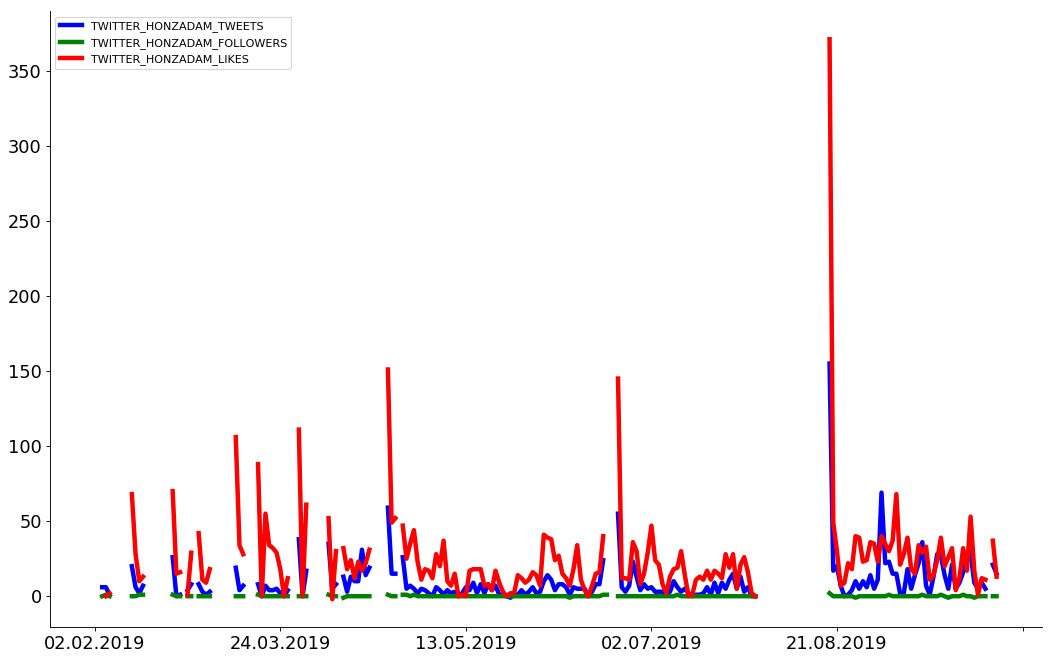 TWITTER_HONZADAM_TWEETS
TWITTER_HONZADAM_FOLLOWERS
TWITTER_HONZADAM_LIKES
350
300
250
200
150
100
50
0
02.02.2019 24.03.2019 13.05.2019 02.07.2019 21.08.2019